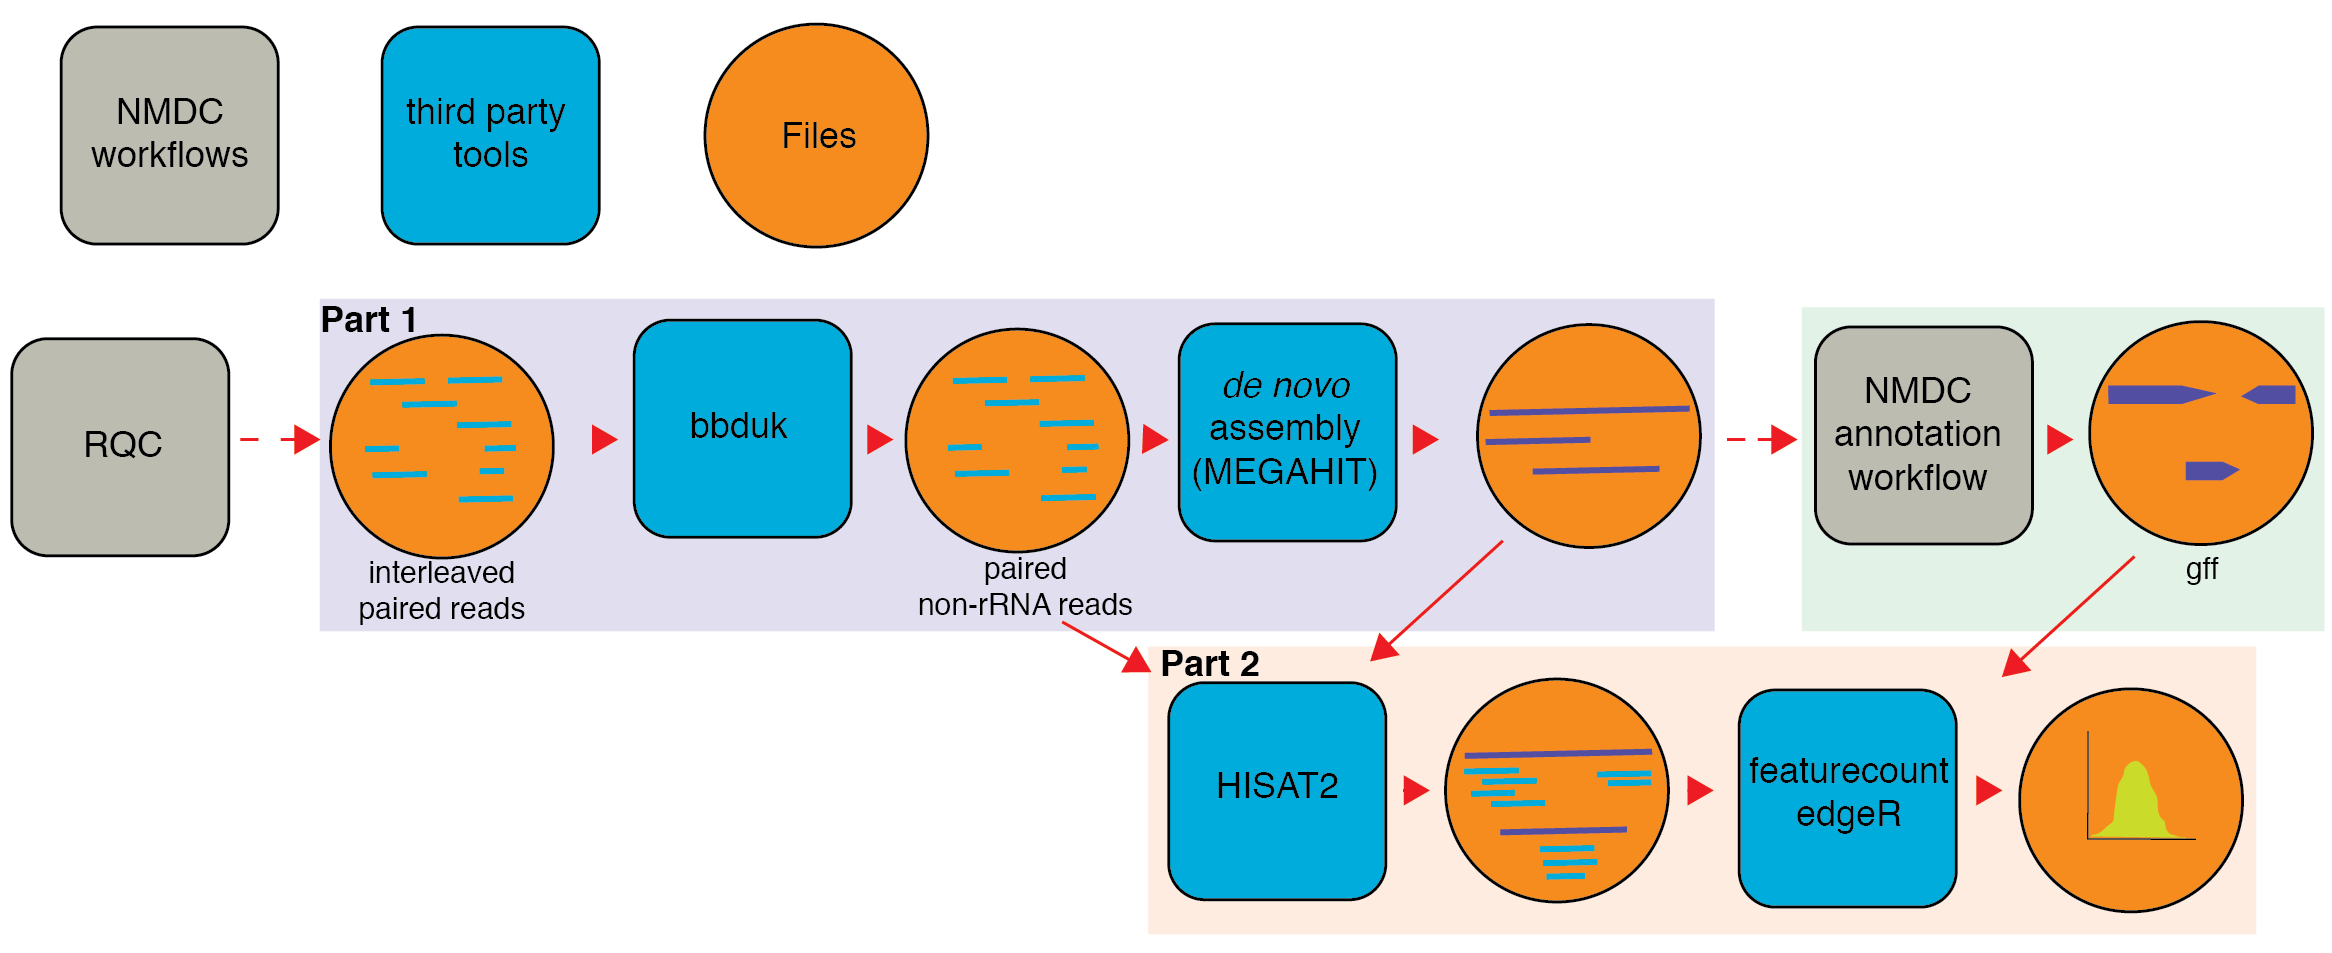 NMDC
workflows
third party
tools
Files
Part 1
RQC
interleaved
paired reads
bbduk
paired
non-rRNA reads
de novo
assembly
(MEGAHIT)
NMDC
annotation
workflow
gff
Part 2
HISAT2
featurecount
edgeR